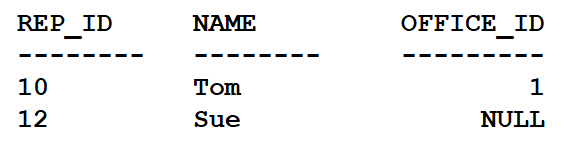 REP_ID NAME OFFICE_ID
-------- -------- ---------
10 Tom 1
12 Sue NULL